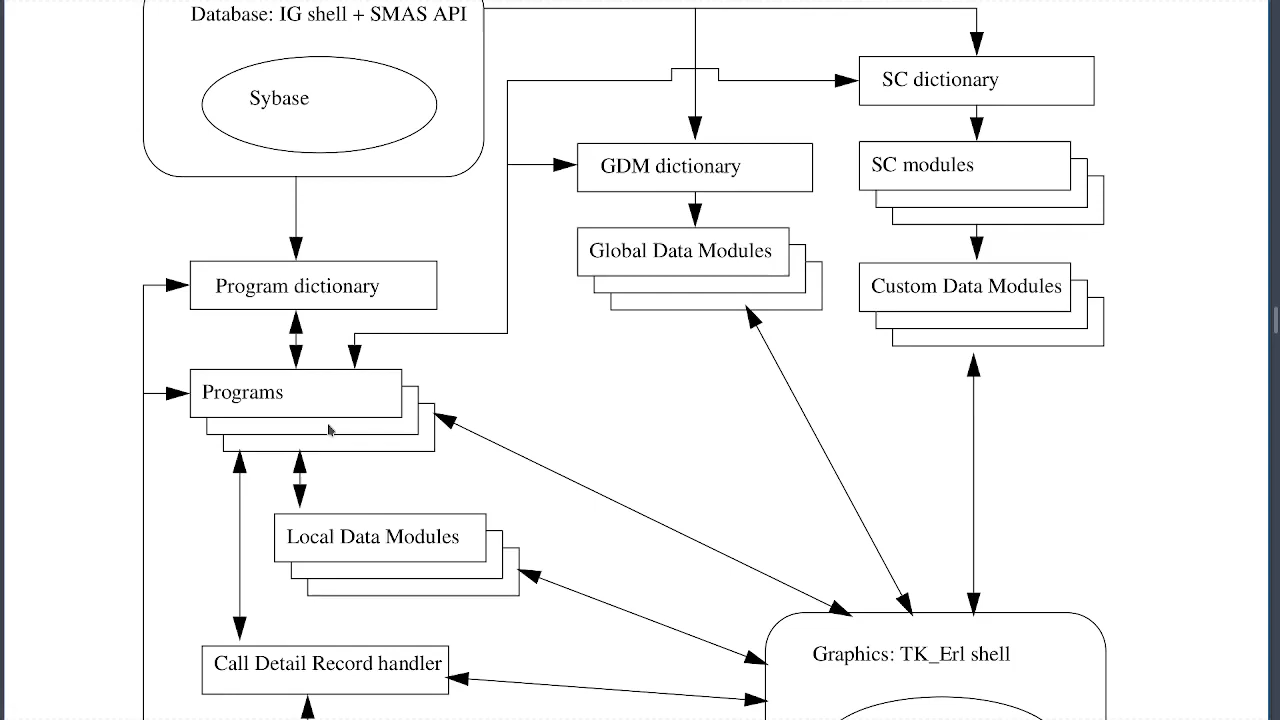 Database: IG shell + SMAS API
Sybase
SC dictionary
GDM dictionary
SC modules
Global Data Modules
Program dictionary
Custom Data Modules
Programs
Local Data Modules
Call Detail Record handler
Graphics: TK_Erl shell